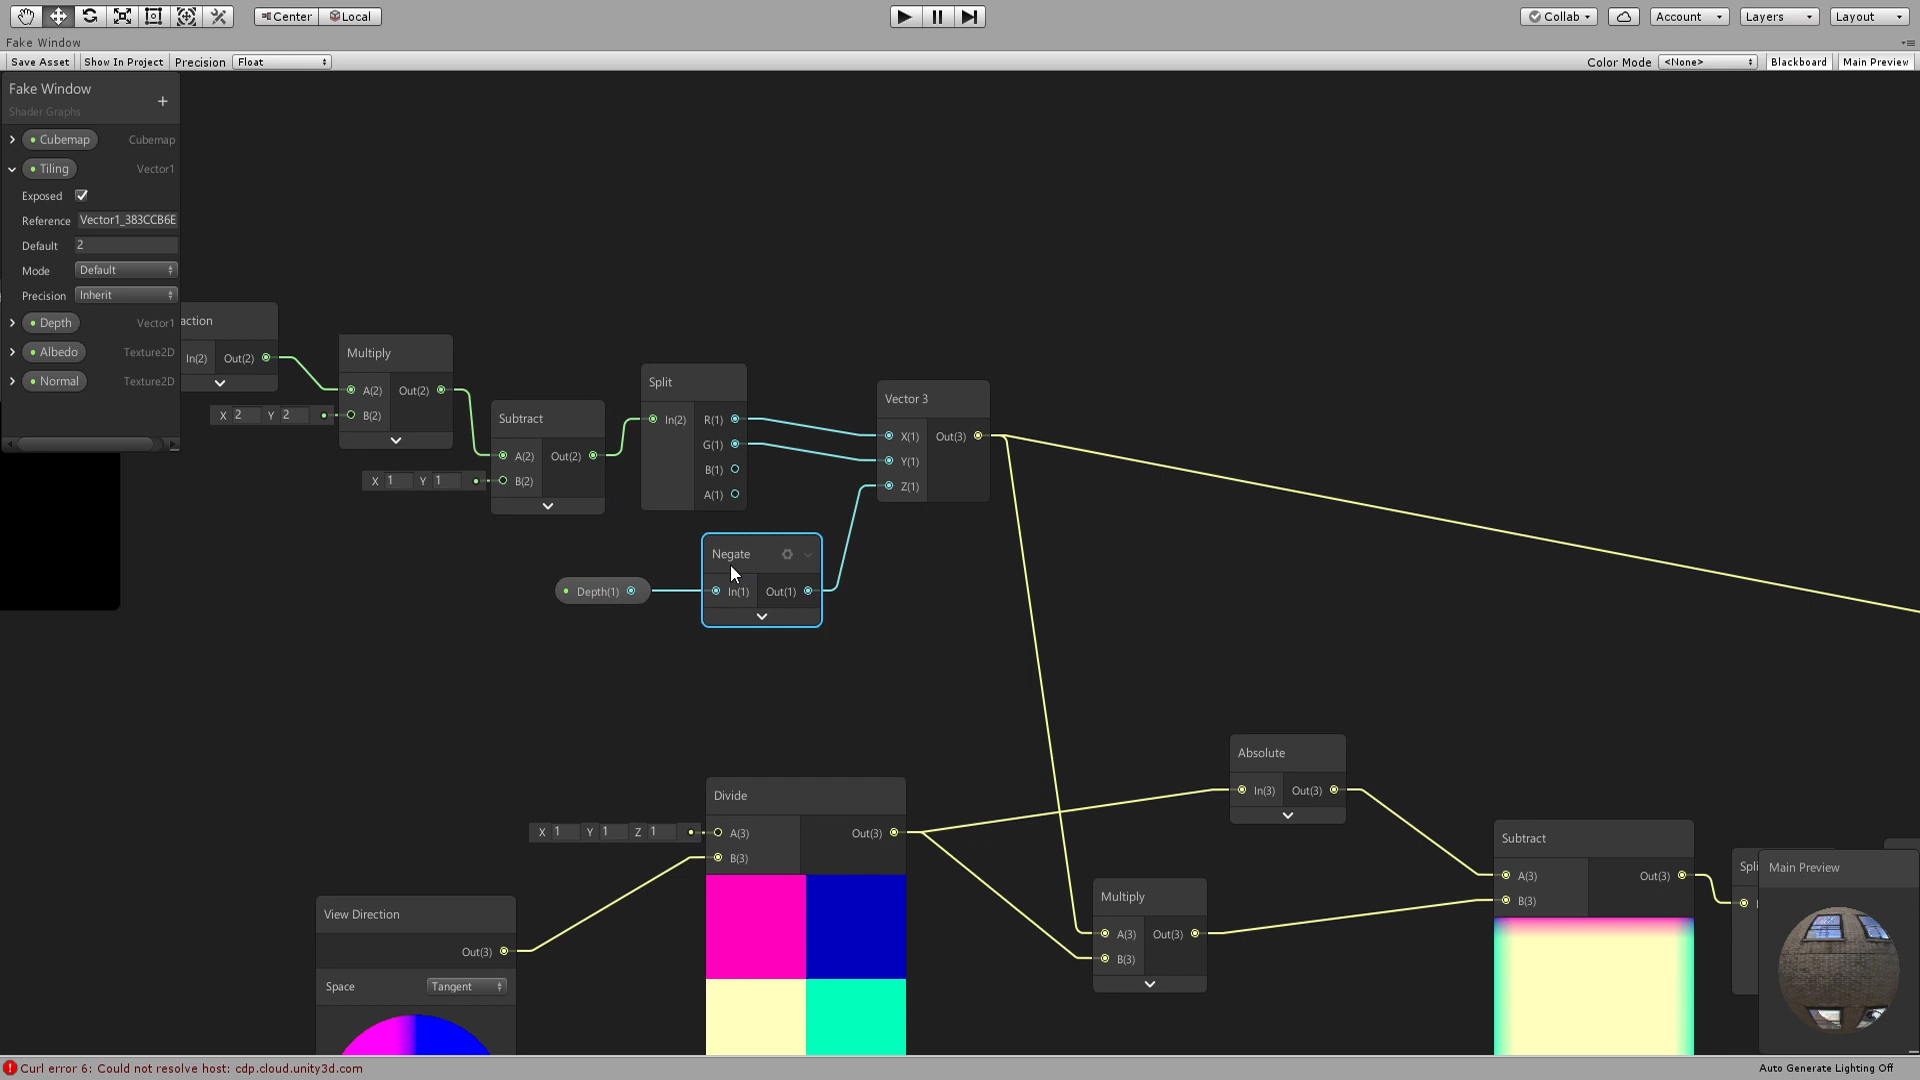 Center Local Collab Account Layers Layout
Fake Window
Save Asset Show In Project Precision Float Color Mode <None> Blackboard Main Preview
Fake Window
Shader Graphs
Cubemap Cubemap
Tiling Vector1
Exposed
Reference Vector1_383CCB6E
Default 2
Mode Default
Precision Inherit
Depth Vector1
Albedo Texture2D
Normal Texture2D
action
In(2) Out(2)
Multiply
A(2) Out(2)
X 2 Y 2 B(2)
Subtract
A(2) Out(2)
X 1 Y 1 B(2)
Split
In(2) R(1)
G(1)
B(1)
A(1)
Vector 3
X(1) Out(3)
Y(1)
Z(1)
Negate
Depth(1) In(1) Out(1)
Absolute
In(3) Out(3)
Divide
X 1 Y 1 Z 1 A(3) Out(3)
B(3)
View Direction
Out(3)
Space Tangent
Multiply
A(3) Out(3)
B(3)
Subtract
A(3) Out(3)
B(3)
Spli
Main Preview
Curl error 6: Could not resolve host: cdp.cloud.unity3d.com
Auto Generate Lighting Off